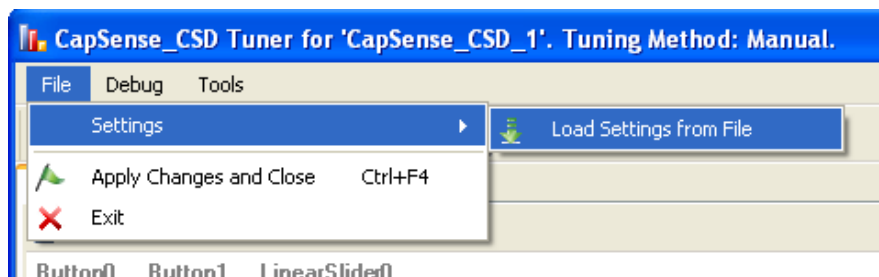 CapSense_CSD Tuner for 'CapSense_CSD_1'. Tuning Method: Manual.
File Debug Tools
Settings Load Settings from File
Apply Changes and Close Ctrl+F4
Exit
Button0 Button1 LinearSlider0